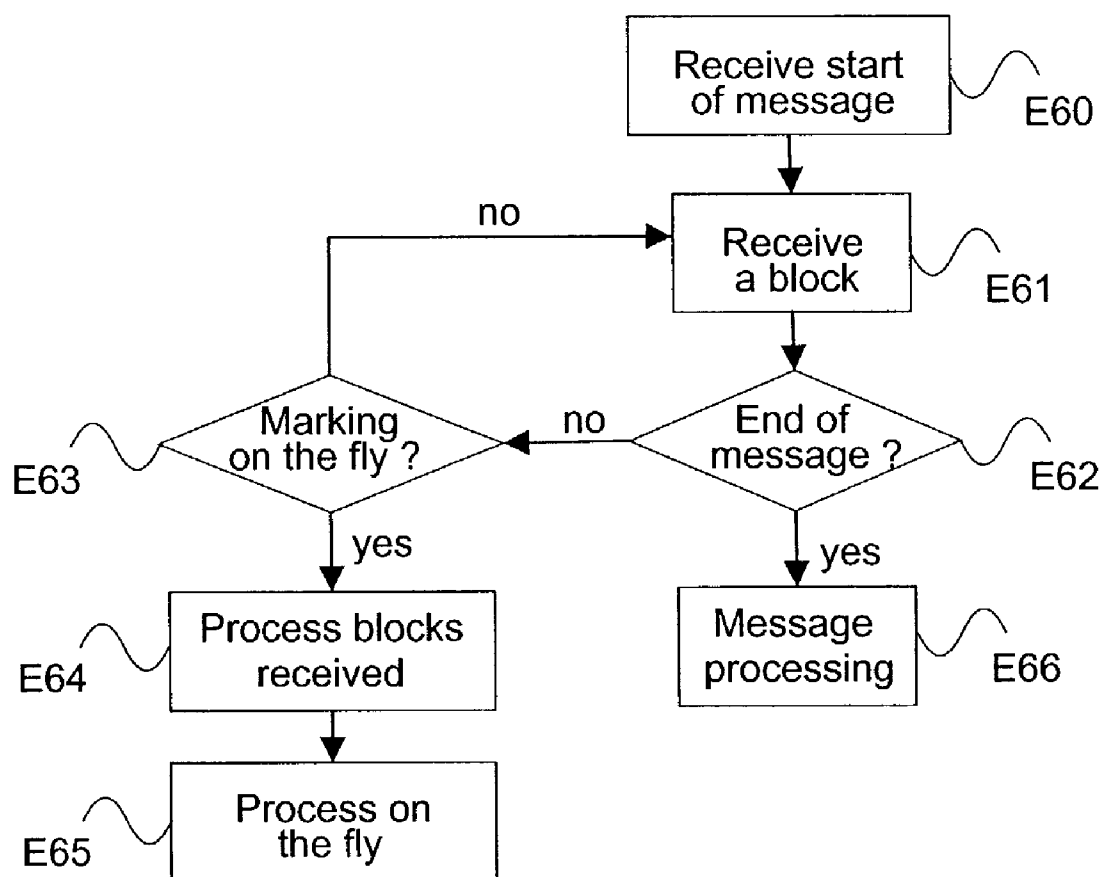 Receive start
of message
E60
no
Receive
a block
E61
Marking
on the fly ?
E63
no
End of
message ?
E62
yes
yes
Process blocks
received
E64
Message
processing
E66
Process on
the fly
E65